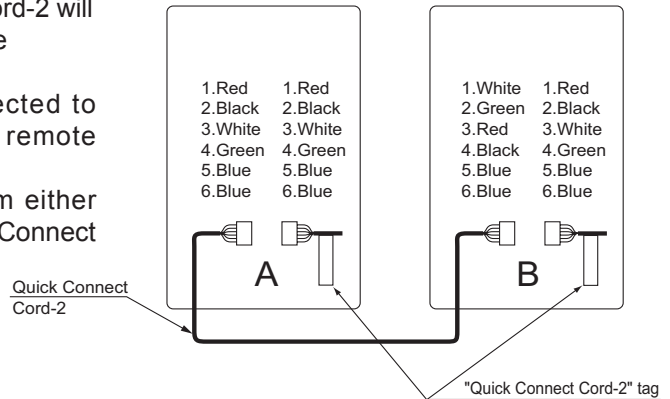 ord-2 will
e
ected to
remote
m either
Connect
1.Red 1.Red
2.Black 2.Black
3.White 3.White
4.Green 4.Green
5.Blue 5.Blue
6.Blue 6.Blue
A
1.White 1.Red
2.Green 2.Black
3.Red 3.White
4.Black 4.Green
5.Blue 5.Blue
6.Blue 6.Blue
B
Quick Connect
Cord-2
"Quick Connect Cord-2" tag